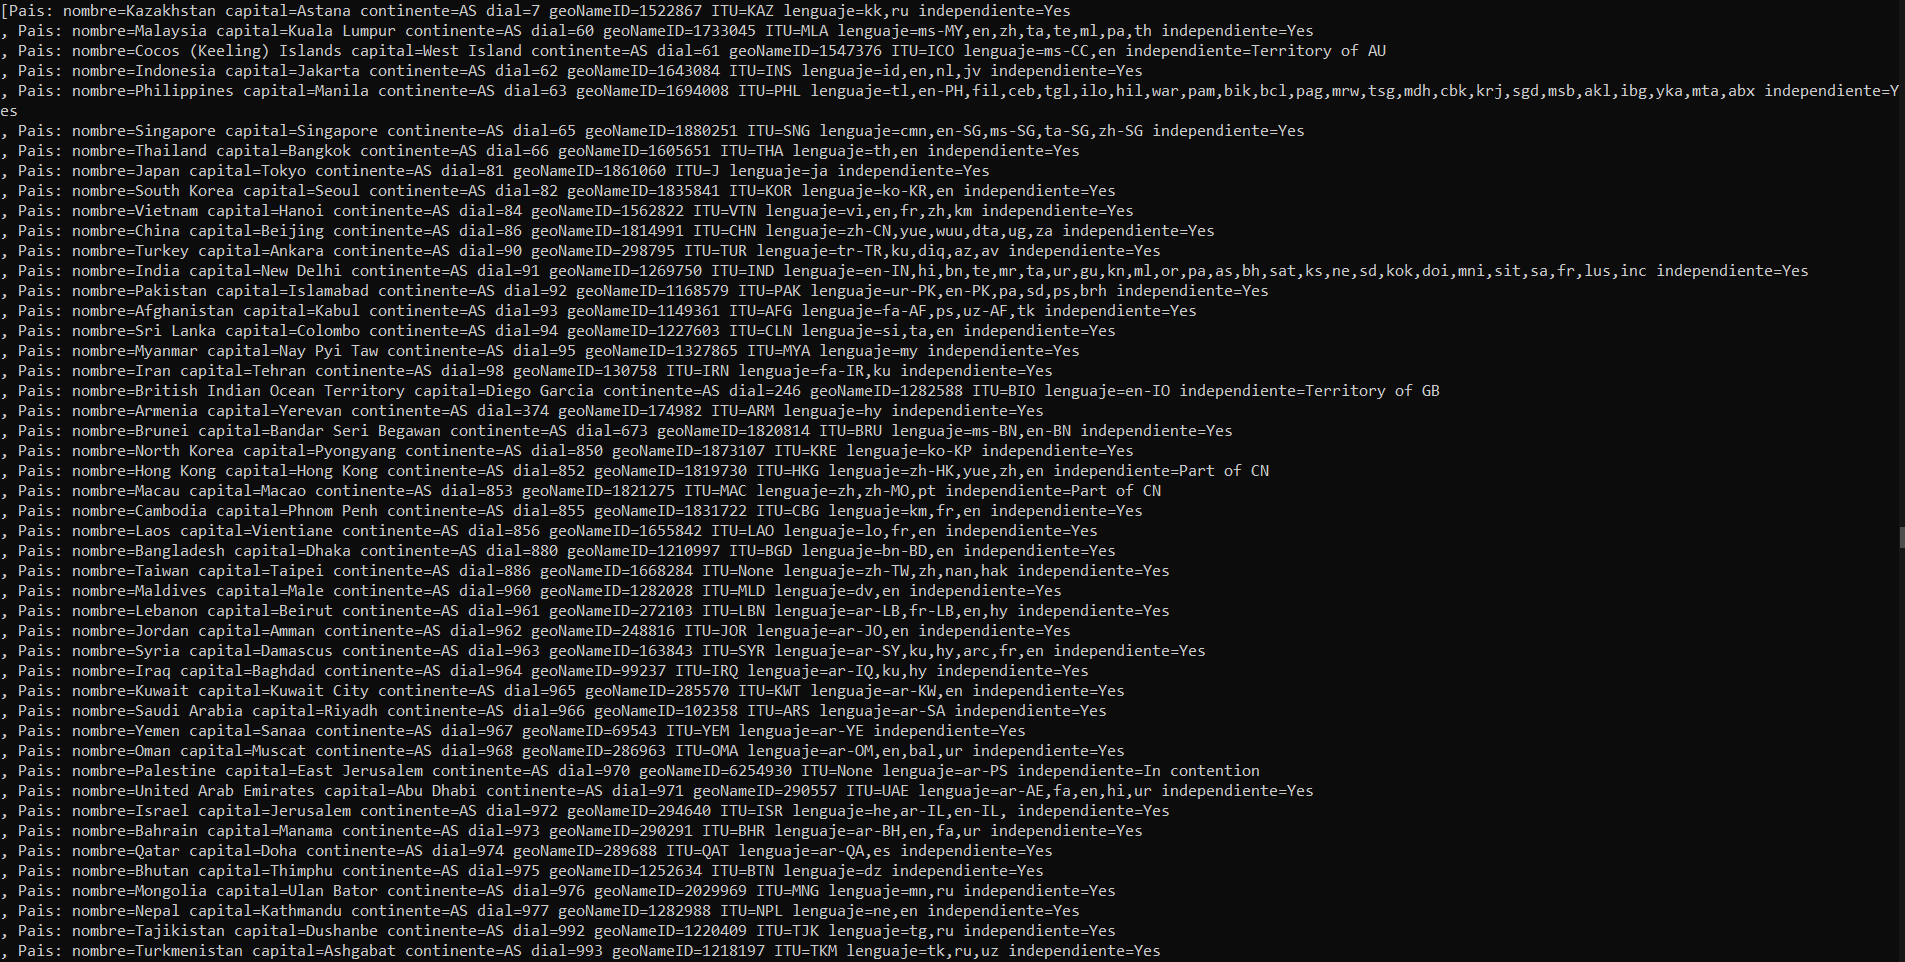 [Pais: nombre=Kazakhstan capital=Astana continente=AS dial=7 geoNameID=1522867 ITU=KAZ lenguaje=kk,ru independiente=Yes
, Pais: nombre=Malaysia capital=Kuala Lumpur continente=AS dial=60 geoNameID=1733045 ITU=MLA lenguaje=ms-MY,en,zh,ta,te,ml,pa,th independiente=Yes
, Pais: nombre=Cocos (Keeling) Islands capital=West Island continente=AS dial=61 geoNameID=1547376 ITU=ICO lenguaje=ms-CC,en independiente=Territory of AU
, Pais: nombre=Indonesia capital=Jakarta continente=AS dial=62 geoNameID=1643084 ITU=INS lenguaje=id,en,nl,jv independiente=Yes
, Pais: nombre=Philippines capital=Manila continente=AS dial=63 geoNameID=1694008 ITU=PHL lenguaje=tl,en-PH,fil,ceb,tgl,ilo,hil,war,pam,bik,bcl,pag,mrw,tsg,mdh,cbk,krj,sgd,msb,akl,ibg,yka,mta,abx independiente=Y
es
, Pais: nombre=Singapore capital=Singapore continente=AS dial=65 geoNameID=1880251 ITU=SNG lenguaje=cmn,en-SG,ms-SG,ta-SG,zh-SG independiente=Yes
, Pais: nombre=Thailand capital=Bangkok continente=AS dial=66 geoNameID=1605651 ITU=THA lenguaje=th,en independiente=Yes
, Pais: nombre=Japan capital=Tokyo continente=AS dial=81 geoNameID=1861060 ITU=J lenguaje=ja independiente=Yes
, Pais: nombre=South Korea capital=Seoul continente=AS dial=82 geoNameID=1835841 ITU=KOR lenguaje=ko-KR,en independiente=Yes
, Pais: nombre=Vietnam capital=Hanoi continente=AS dial=84 geoNameID=1562822 ITU=VTN lenguaje=vi,en,fr,zh,km independiente=Yes
, Pais: nombre=China capital=Beijing continente=AS dial=86 geoNameID=1814991 ITU=CHN lenguaje=zh-CN,yue,wuu,dta,ug,za independiente=Yes
, Pais: nombre=Turkey capital=Ankara continente=AS dial=90 geoNameID=298795 ITU=TUR lenguaje=tr-TR,ku,diq,az,av independiente=Yes
, Pais: nombre=India capital=New Delhi continente=AS dial=91 geoNameID=1269750 ITU=IND lenguaje=en-IN,hi,bn,te,mr,ta,ur,gu,kn,ml,or,pa,as,bh,sat,ks,ne,sd,kok,doi,mni,sit,sa,fr,lus,inc independiente=Yes
, Pais: nombre=Pakistan capital=Islamabad continente=AS dial=92 geoNameID=1168579 ITU=PAK lenguaje=ur-PK,en-PK,pa,sd,ps,brh independiente=Yes
, Pais: nombre=Afghanistan capital=Kabul continente=AS dial=93 geoNameID=1149361 ITU=AFG lenguaje=fa-AF,ps,uz-AF,tk independiente=Yes
, Pais: nombre=Sri Lanka capital=Colombo continente=AS dial=94 geoNameID=1227603 ITU=CLN lenguaje=si,ta,en independiente=Yes
, Pais: nombre=Myanmar capital=Nay Pyi Taw continente=AS dial=95 geoNameID=1327865 ITU=MYA lenguaje=my independiente=Yes
, Pais: nombre=Iran capital=Tehran continente=AS dial=98 geoNameID=130758 ITU=IRN lenguaje=fa-IR,ku independiente=Yes
, Pais: nombre=British Indian Ocean Territory capital=Diego Garcia continente=AS dial=246 geoNameID=1282588 ITU=BIO lenguaje=en-IO independiente=Territory of GB
, Pais: nombre=Armenia capital=Yerevan continente=AS dial=374 geoNameID=174982 ITU=ARM lenguaje=hy independiente=Yes
, Pais: nombre=Brunei capital=Bandar Seri Begawan continente=AS dial=673 geoNameID=1820814 ITU=BRU lenguaje=ms-BN,en-BN independiente=Yes
, Pais: nombre=North Korea capital=Pyongyang continente=AS dial=850 geoNameID=1873107 ITU=KRE lenguaje=ko-KP independiente=Yes
, Pais: nombre=Hong Kong capital=Hong Kong continente=AS dial=852 geoNameID=1819730 ITU=HKG lenguaje=zh-HK,yue,zh,en independiente=Part of CN
, Pais: nombre=Macau capital=Macao continente=AS dial=853 geoNameID=1821275 ITU=MAC lenguaje=zh,zh-MO,pt independiente=Part of CN
, Pais: nombre=Cambodia capital=Phnom Penh continente=AS dial=855 geoNameID=1831722 ITU=CBG lenguaje=km,fr,en independiente=Yes
, Pais: nombre=Laos capital=Vientiane continente=AS dial=856 geoNameID=1655842 ITU=LAO lenguaje=lo,fr,en independiente=Yes
, Pais: nombre=Bangladesh capital=Dhaka continente=AS dial=880 geoNameID=1210997 ITU=BGD lenguaje=bn-BD,en independiente=Yes
, Pais: nombre=Taiwan capital=Taipei continente=AS dial=886 geoNameID=1668284 ITU=None lenguaje=zh-TW,zh,nan,hak independiente=Yes
, Pais: nombre=Maldives capital=Male continente=AS dial=960 geoNameID=1282028 ITU=MLD lenguaje=dv,en independiente=Yes
, Pais: nombre=Lebanon capital=Beirut continente=AS dial=961 geoNameID=272103 ITU=LBN lenguaje=ar-LB,fr-LB,en,hy independiente=Yes
, Pais: nombre=Jordan capital=Amman continente=AS dial=962 geoNameID=248816 ITU=JOR lenguaje=ar-JO,en independiente=Yes
, Pais: nombre=Syria capital=Damascus continente=AS dial=963 geoNameID=163843 ITU=SYR lenguaje=ar-SY,ku,hy,arc,fr,en independiente=Yes
, Pais: nombre=Iraq capital=Baghdad continente=AS dial=964 geoNameID=99237 ITU=IRQ lenguaje=ar-IQ,ku,hy independiente=Yes
, Pais: nombre=Kuwait capital=Kuwait City continente=AS dial=965 geoNameID=285570 ITU=KWT lenguaje=ar-KW,en independiente=Yes
, Pais: nombre=Saudi Arabia capital=Riyadh continente=AS dial=966 geoNameID=102358 ITU=ARS lenguaje=ar-SA independiente=Yes
, Pais: nombre=Yemen capital=Sanaa continente=AS dial=967 geoNameID=69543 ITU=YEM lenguaje=ar-YE independiente=Yes
, Pais: nombre=Oman capital=Muscat continente=AS dial=968 geoNameID=286963 ITU=OMA lenguaje=ar-OM,en,bal,ur independiente=Yes
, Pais: nombre=Palestine capital=East Jerusalem continente=AS dial=970 geoNameID=6254930 ITU=None lenguaje=ar-PS independiente=In contention
, Pais: nombre=United Arab Emirates capital=Abu Dhabi continente=AS dial=971 geoNameID=290557 ITU=UAE lenguaje=ar-AE,fa,en,hi,ur independiente=Yes
, Pais: nombre=Israel capital=Jerusalem continente=AS dial=972 geoNameID=294640 ITU=ISR lenguaje=he,ar-IL,en-IL, independiente=Yes
, Pais: nombre=Bahrain capital=Manama continente=AS dial=973 geoNameID=290291 ITU=BHR lenguaje=ar-BH,en,fa,ur independiente=Yes
, Pais: nombre=Qatar capital=Doha continente=AS dial=974 geoNameID=289688 ITU=QAT lenguaje=ar-QA,es independiente=Yes
, Pais: nombre=Bhutan capital=Thimphu continente=AS dial=975 geoNameID=1252634 ITU=BTN lenguaje=dz independiente=Yes
, Pais: nombre=Mongolia capital=Ulan Bator continente=AS dial=976 geoNameID=2029969 ITU=MNG lenguaje=mn,ru independiente=Yes
, Pais: nombre=Nepal capital=Kathmandu continente=AS dial=977 geoNameID=1282988 ITU=NPL lenguaje=ne,en independiente=Yes
, Pais: nombre=Tajikistan capital=Dushanbe continente=AS dial=992 geoNameID=1220409 ITU=TJK lenguaje=tg,ru independiente=Yes
, Pais: nombre=Turkmenistan capital=Ashgabat continente=AS dial=993 geoNameID=1218197 ITU=TKM lenguaje=tk,ru,uz independiente=Yes